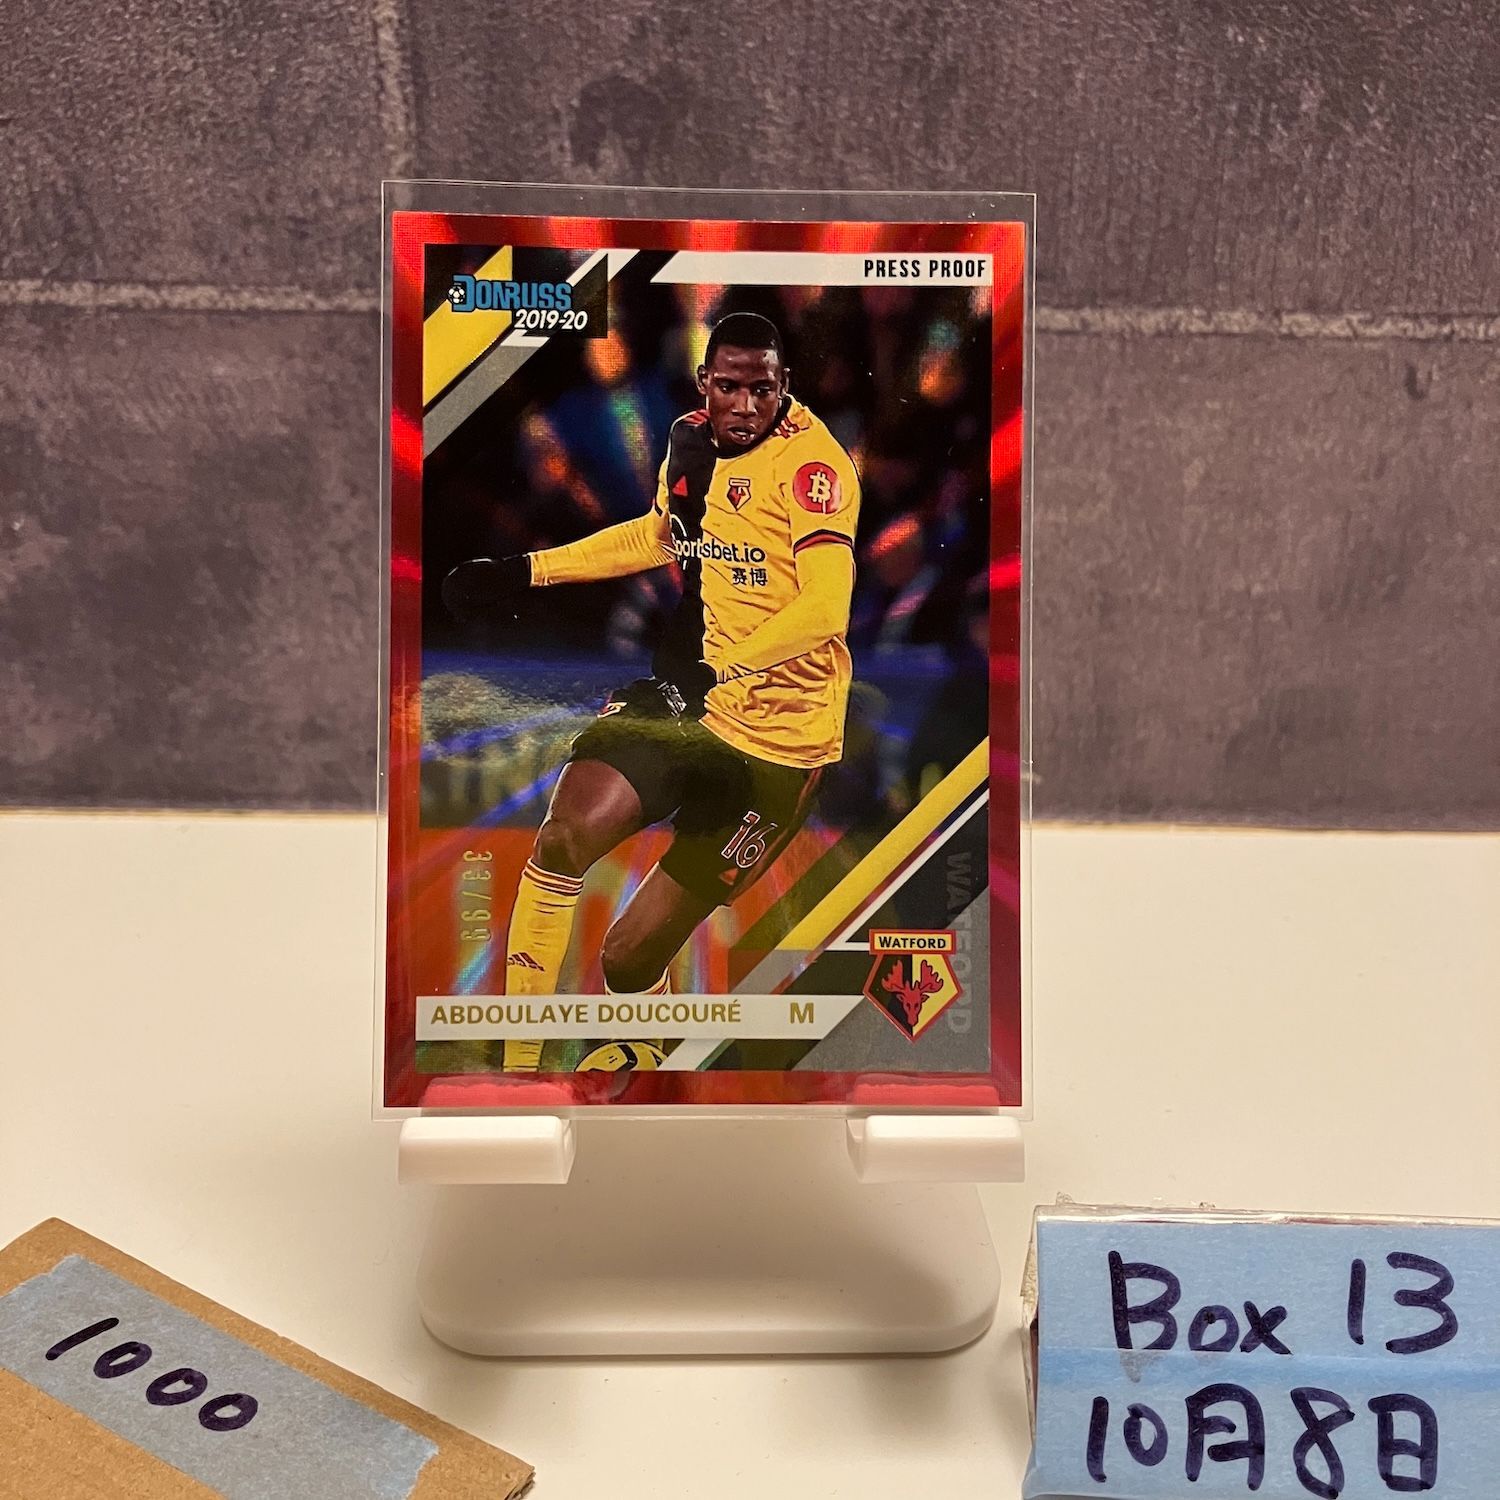 PRESS PROOF
DONRUSS
2019-20
sportsbet.io
赛博
16
33/99
WATFORD
WATFORD
ABDOULAYE DOUCOURÉ M
1000
Box 13
10月8日